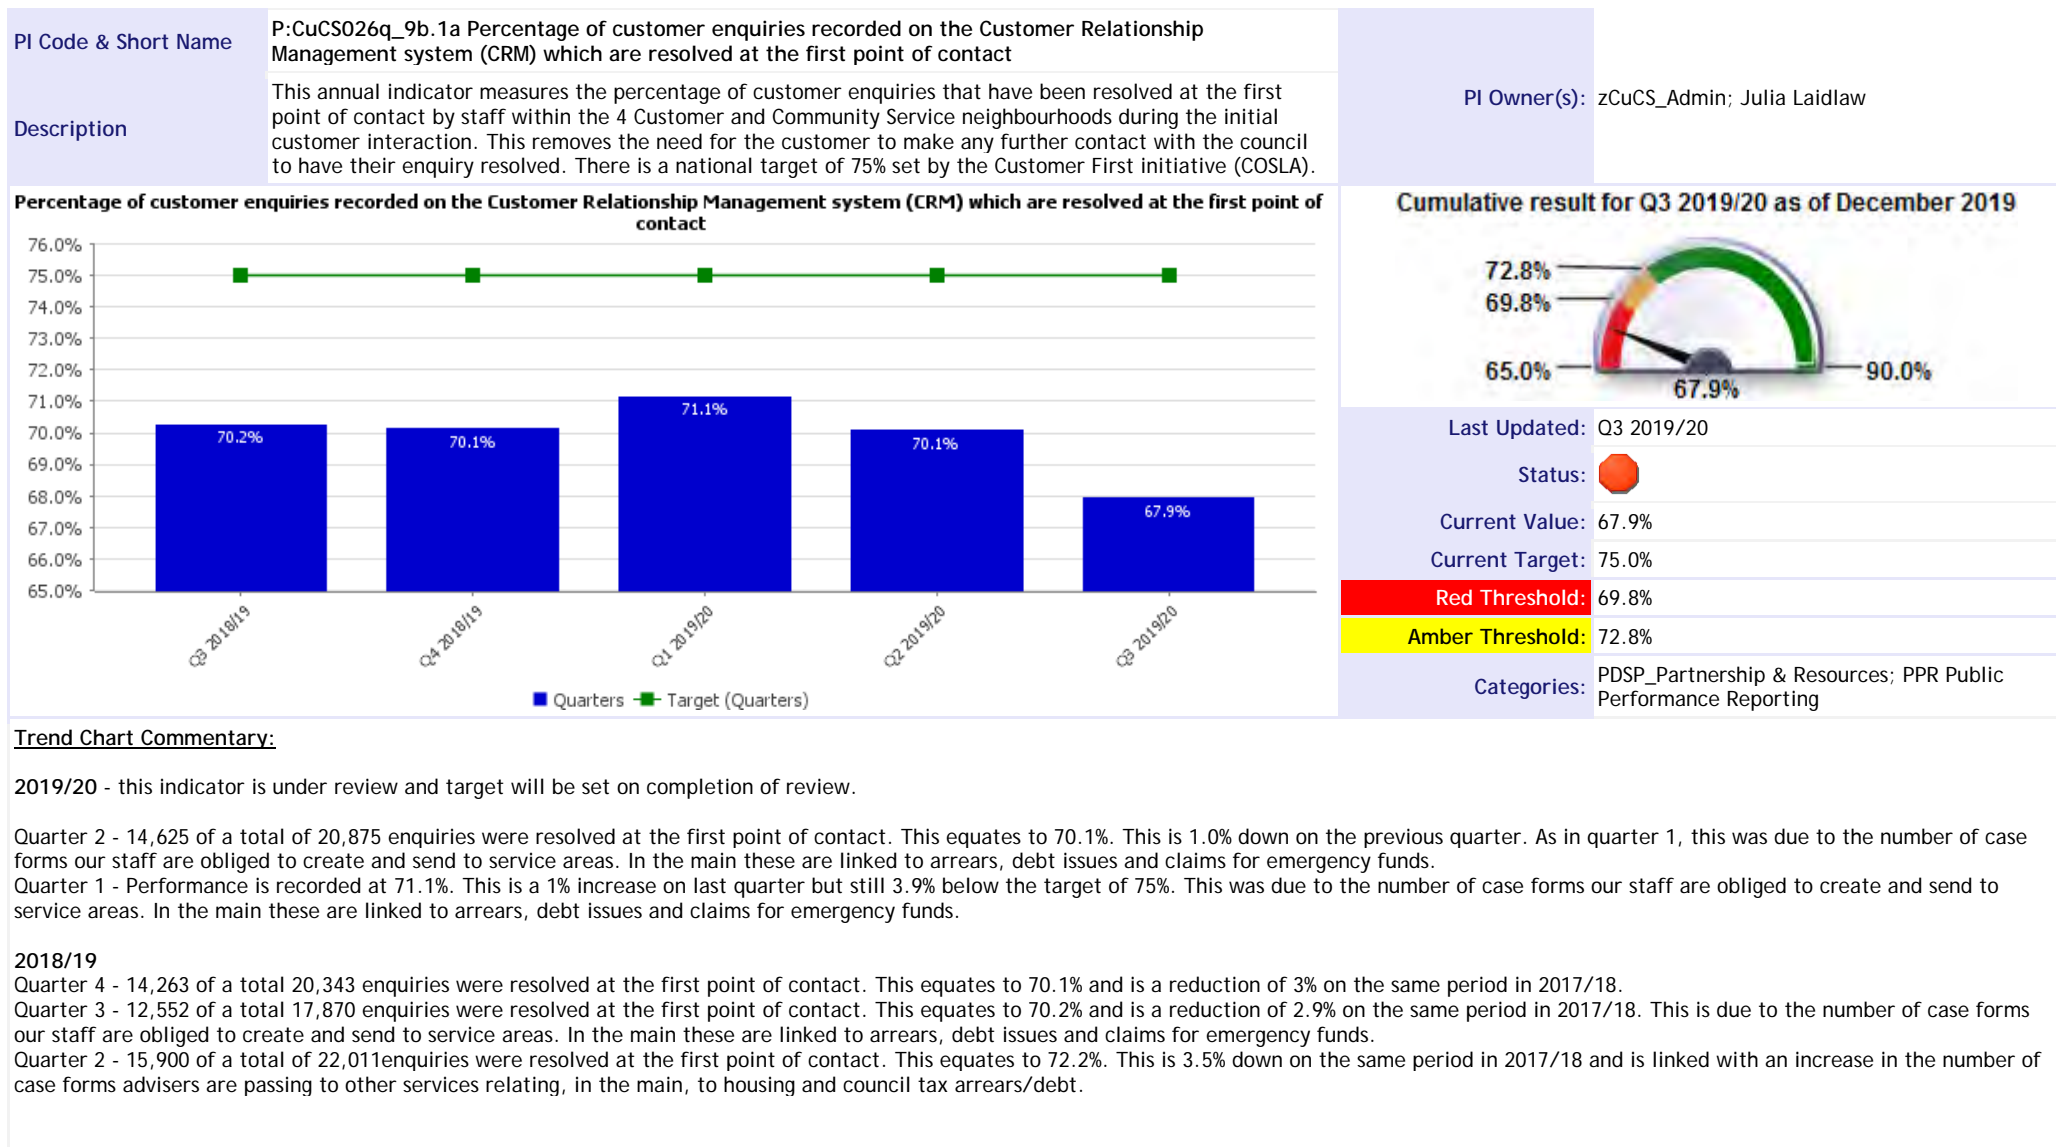 PI Code & Short Name
P:CuCS026q_9b.1a Percentage of customer enquiries recorded on the Customer Relationship
Management system (CRM) which are resolved at the first point of contact
Description
This annual indicator measures the percentage of customer enquiries that have been resolved at the first
point of contact by staff within the 4 Customer and Community Service neighbourhoods during the initial
customer interaction. This removes the need for the customer to make any further contact with the council
to have their enquiry resolved. There is a national target of 75% set by the Customer First initiative (COSLA).
PI Owner(s): zCuCS_Admin; Julia Laidlaw
Percentage of customer enquiries recorded on the Customer Relationship Management system (CRM) which are resolved at the first point of
contact
76.0%
75.0%
74.0%
73.0%
72.0%
71.0%
70.0%
69.0%
68.0%
67.0%
66.0%
65.0%
70.2%
70.1%
71.1%
70.1%
67.9%
Q3 2018/19
Q4 2018/19
Q1 2019/20
Q2 2019/20
Q3 2019/20
Quarters Target (Quarters)
Cumulative result for Q3 2019/20 as of December 2019
72.8%
69.8%
65.0%
90.0%
67.9%
Last Updated: Q3 2019/20
Status:
Current Value: 67.9%
Current Target: 75.0%
Red Threshold: 69.8%
Amber Threshold: 72.8%
Categories: PDSP_Partnership & Resources; PPR Public
Performance Reporting
Trend Chart Commentary:
2019/20 - this indicator is under review and target will be set on completion of review.
Quarter 2 - 14,625 of a total of 20,875 enquiries were resolved at the first point of contact. This equates to 70.1%. This is 1.0% down on the previous quarter. As in quarter 1, this was due to the number of case
forms our staff are obliged to create and send to service areas. In the main these are linked to arrears, debt issues and claims for emergency funds.
Quarter 1 - Performance is recorded at 71.1%. This is a 1% increase on last quarter but still 3.9% below the target of 75%. This was due to the number of case forms our staff are obliged to create and send to
service areas. In the main these are linked to arrears, debt issues and claims for emergency funds.
2018/19
Quarter 4 - 14,263 of a total 20,343 enquiries were resolved at the first point of contact. This equates to 70.1% and is a reduction of 3% on the same period in 2017/18.
Quarter 3 - 12,552 of a total 17,870 enquiries were resolved at the first point of contact. This equates to 70.2% and is a reduction of 2.9% on the same period in 2017/18. This is due to the number of case forms
our staff are obliged to create and send to service areas. In the main these are linked to arrears, debt issues and claims for emergency funds.
Quarter 2 - 15,900 of a total of 22,011enquiries were resolved at the first point of contact. This equates to 72.2%. This is 3.5% down on the same period in 2017/18 and is linked with an increase in the number of
case forms advisers are passing to other services relating, in the main, to housing and council tax arrears/debt.